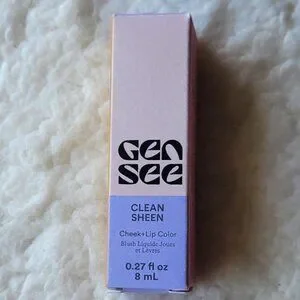 GEN
SEE
CLEAN
SHEEN
Cheek+Lip Color
Blush Liquide Joues
et Lèvres
0.27 fl oz
8 mL